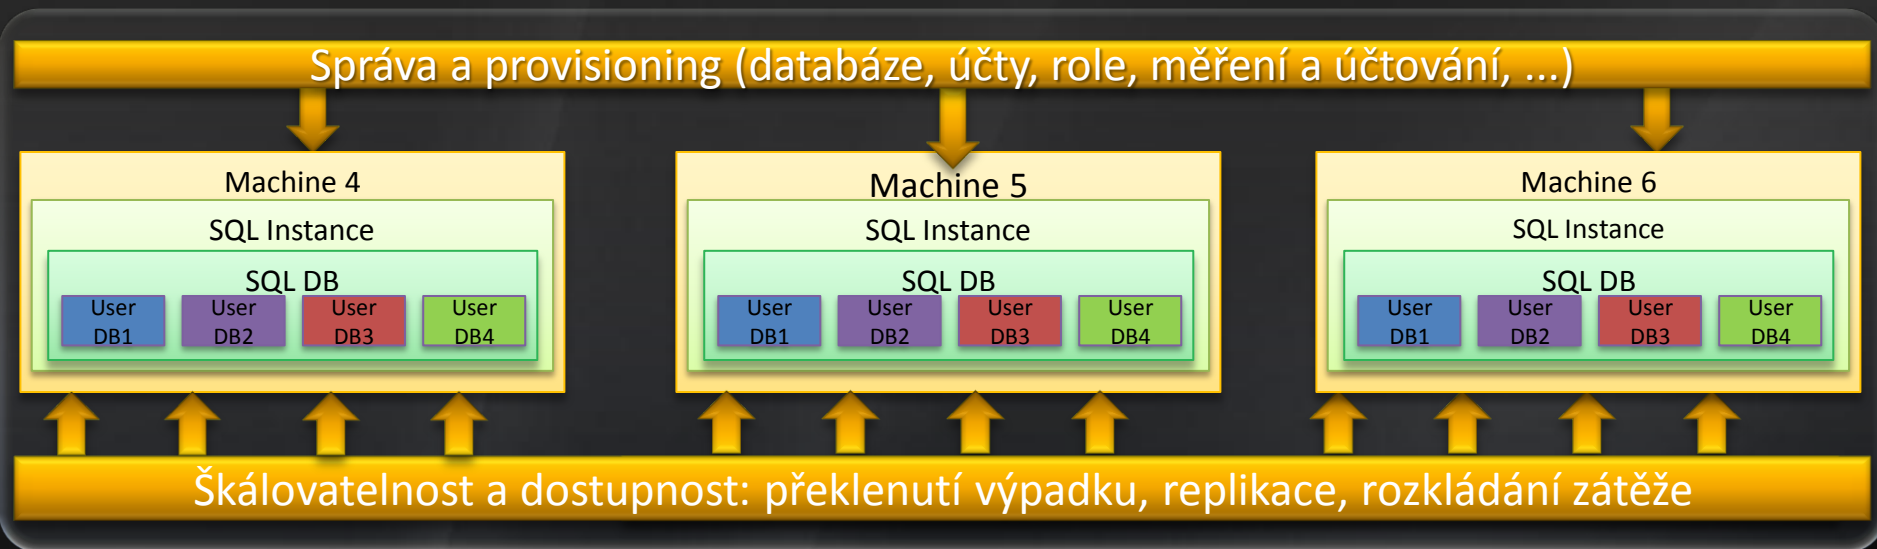 Správa a provisioning (databáze, účty, role, měření a účtování, ...)
Machine 4
SQL Instance
SQL DB
User DB1
User DB2
User DB3
User DB4
Machine 5
SQL Instance
SQL DB
User DB1
User DB2
User DB3
User DB4
Machine 6
SQL Instance
SQL DB
User DB1
User DB2
User DB3
User DB4
Škálovatelnost a dostupnost: překlenutí výpadku, replikace, rozkládání zátěže